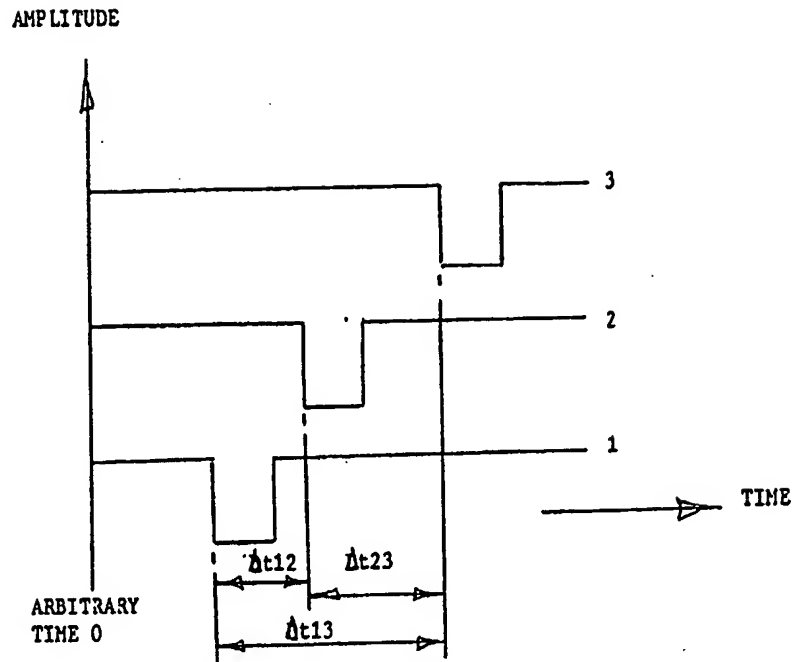 AMPLITUDE
3
2
1
TIME
Δt12
Δt23
ARBITRARY
TIME 0
Δt13